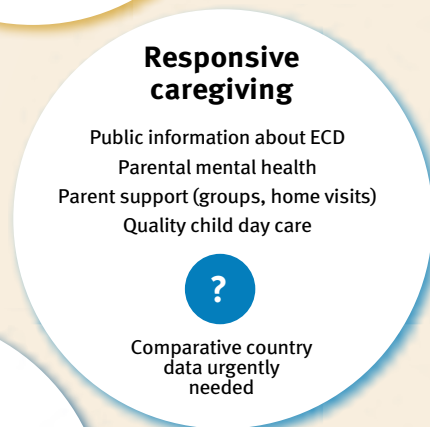 Responsive
caregiving
Public information about ECD
Parental mental health
Parent support (groups, home visits)
Quality child day care
?
Comparative country
data urgently
needed